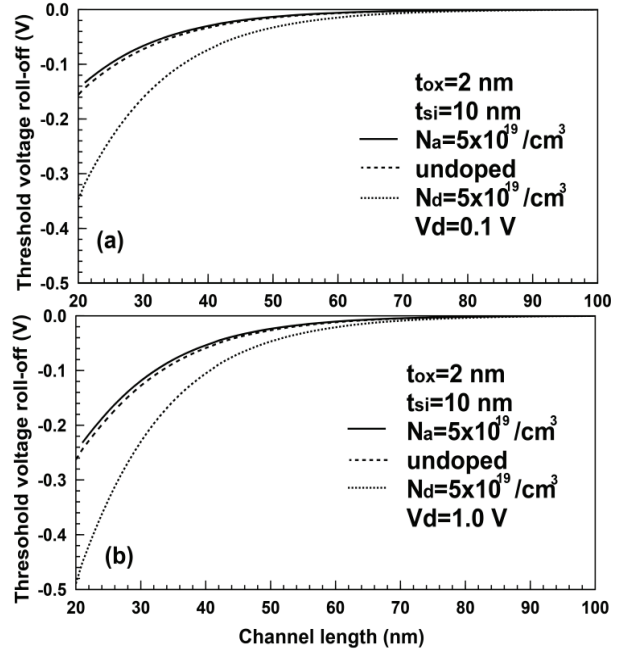 Threshold voltage roll-off (V)
0.0
-0.1
-0.2
-0.3
-0.4
-0.5
tox=2 nm
tsi=10 nm
Na=5x10^19/cm^3
undoped
Nd=5x10^19/cm^3
Vd=0.1 V
(a)
20 30 40 50 60 70 80 90 100
Thresohold voltage roll-off (V)
0.0
-0.1
-0.2
-0.3
-0.4
-0.5
tox=2 nm
tsi=10 nm
Na=5x10^19/cm^3
undoped
Nd=5x10^19/cm^3
Vd=1.0 V
(b)
20 30 40 50 60 70 80 90 100
Channel length (nm)